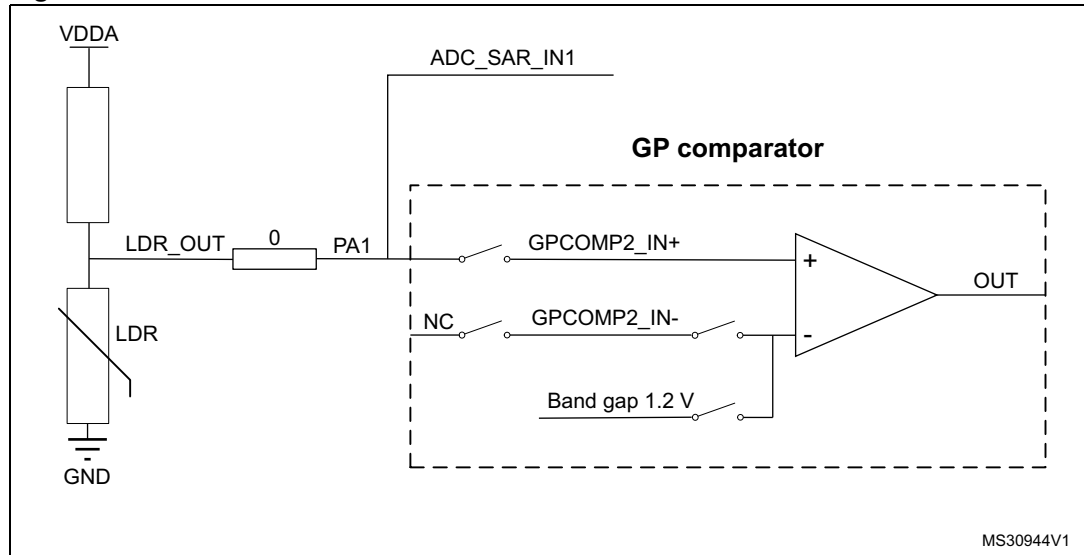 VDDA
ADC_SAR_IN1
GP comparator
LDR_OUT
0
PA1
GPCOMP2_IN+
+
OUT
LDR
NC
GPCOMP2_IN-
-
Band gap 1.2 V
GND
MS30944V1